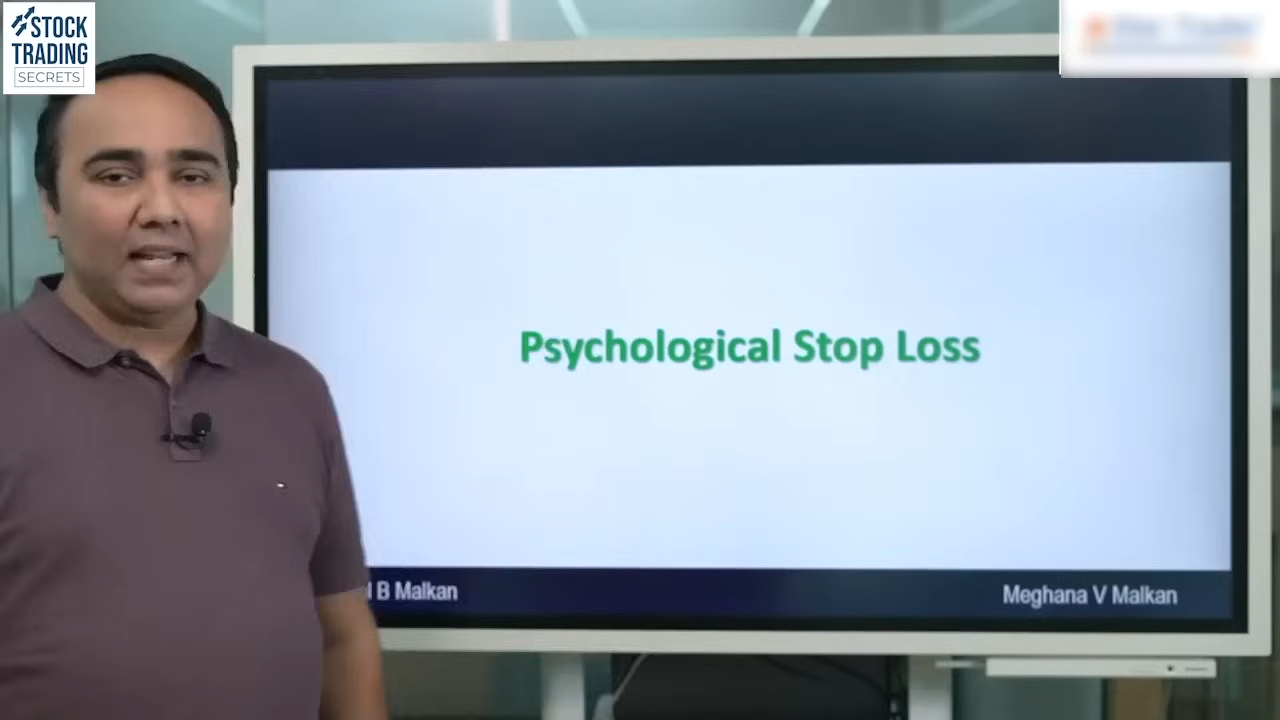 STOCK
TRADING
SECRETS
Psychological Stop Loss
l B Malkan
Meghana V Malkan